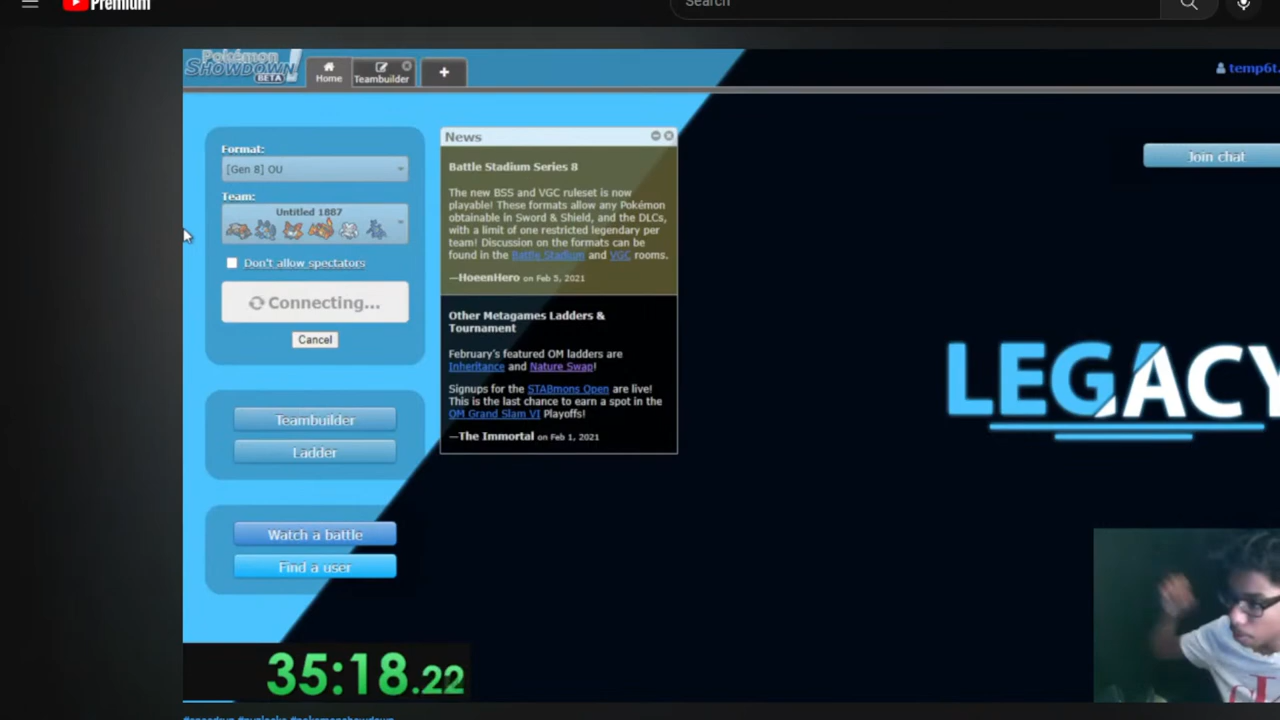 Premium
Search
Pokémon
SHOWDOWN!
BETA
Home
Teambuilder
temp6t
Format:
[Gen 8] OU
Team:
Untitled 1887
Don't allow spectators
Connecting...
Cancel
Teambuilder
Ladder
Watch a battle
Find a user
News
Battle Stadium Series 8
The new BSS and VGC ruleset is now
playable! These formats allow any Pokémon
obtainable in Sword & Shield, and the DLCs,
with a limit of one restricted legendary per
team! Discussion on the formats can be
found in the Battle Stadium and VGC rooms.
—HoeenHero on Feb 5, 2021
Other Metagames Ladders &
Tournament
February's featured OM ladders are
Inheritance and Nature Swap!
Signups for the STABmons Open are live!
This is the last chance to earn a spot in the
OM Grand Slam VI Playoffs!
—The Immortal on Feb 1, 2021
Join chat
LEGACY
35:18.22
#speedrun #nuzlocke #pokemonshowdown